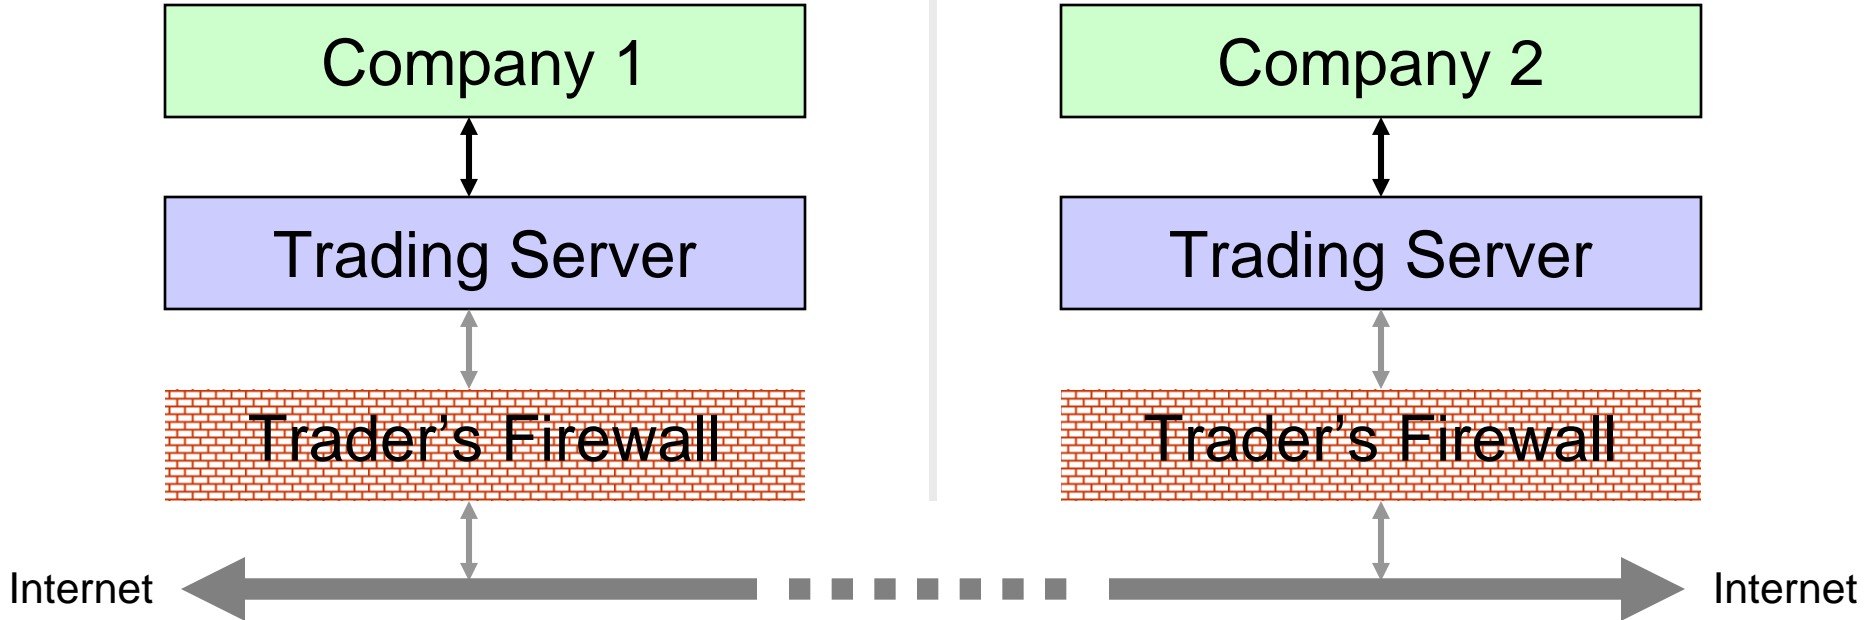 Company 1
Company 2
Trading Server
Trading Server
Trader’s Firewall
Trader’s Firewall
Internet
Internet